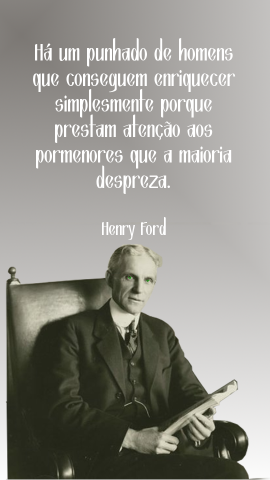 Há um punhado de homens
que conseguem enriquecer
simplesmente porque
prestam atenção aos
pormenores que a maioria
despreza.
Henry Ford